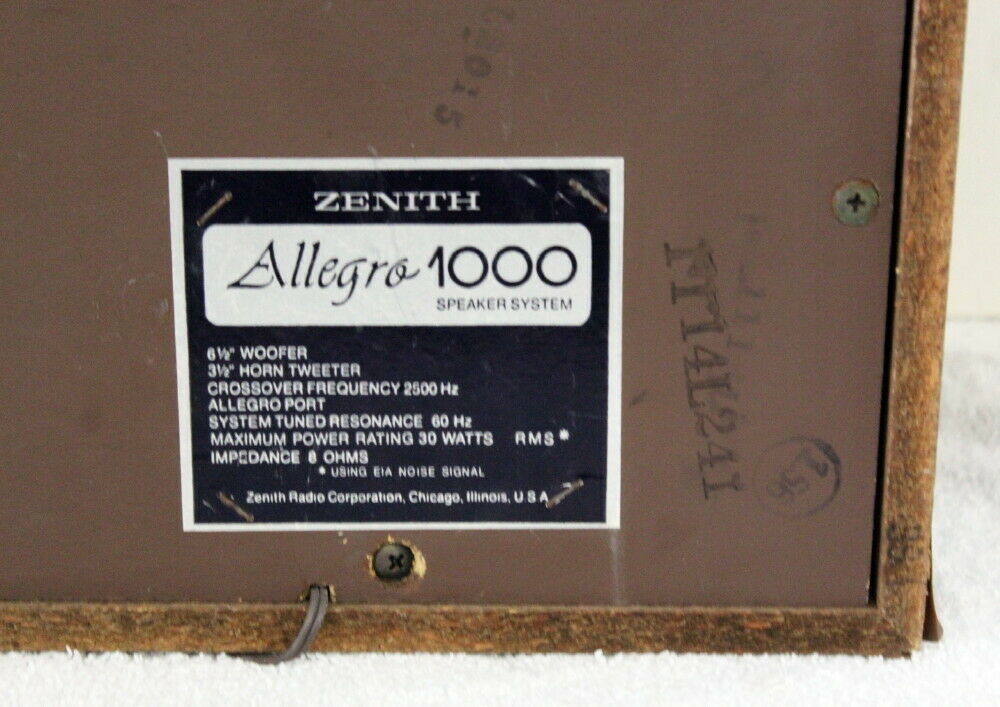 ZENITH
Allegro 1000
SPEAKER SYSTEM
6½" WOOFER
3½" HORN TWEETER
CROSSOVER FREQUENCY 2500 Hz
ALLEGRO PORT
SYSTEM TUNED RESONANCE 60 Hz
MAXIMUM POWER RATING 30 WATTS RMS*
IMPEDANCE 8 OHMS
* USING EIA NOISE SIGNAL
Zenith Radio Corporation, Chicago, Illinois, U.S.A.
256